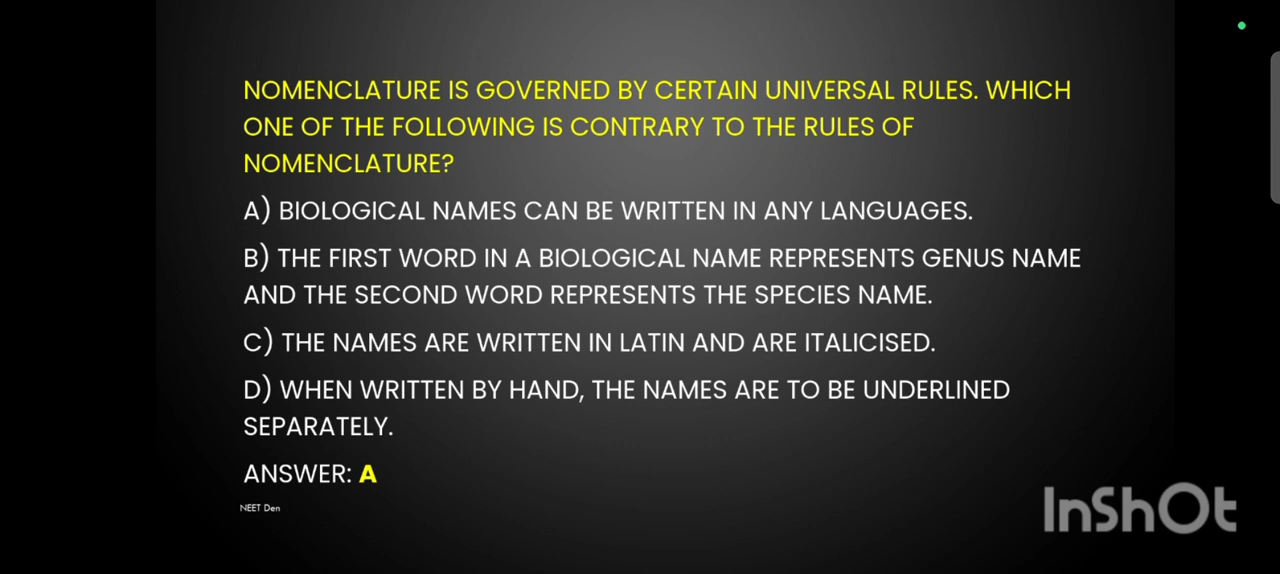 NOMENCLATURE IS GOVERNED BY CERTAIN UNIVERSAL RULES. WHICH
ONE OF THE FOLLOWING IS CONTRARY TO THE RULES OF
NOMENCLATURE?
A) BIOLOGICAL NAMES CAN BE WRITTEN IN ANY LANGUAGES.
B) THE FIRST WORD IN A BIOLOGICAL NAME REPRESENTS GENUS NAME
AND THE SECOND WORD REPRESENTS THE SPECIES NAME.
C) THE NAMES ARE WRITTEN IN LATIN AND ARE ITALICISED.
D) WHEN WRITTEN BY HAND, THE NAMES ARE TO BE UNDERLINED
SEPARATELY.
ANSWER: A
NEET Den
InShOt